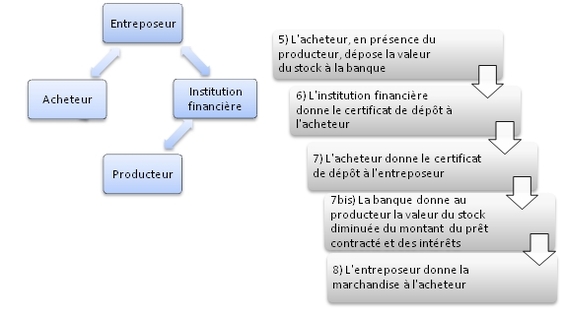 Entreposeur
Acheteur
Institution
financière
Producteur
5) L'acheteur, en présence du
producteur, dépose la valeur
du stock à la banque
6) L'institution financière
donne le certificat de dépôt à
l'acheteur
7) L'acheteur donne le certificat
de dépôt à l'entreposeur
7bis) La banque donne au
producteur la valeur du stock
diminuée du montant du prêt
contracté et des intérêts
8) L'entreposeur donne la
marchandise à l'acheteur